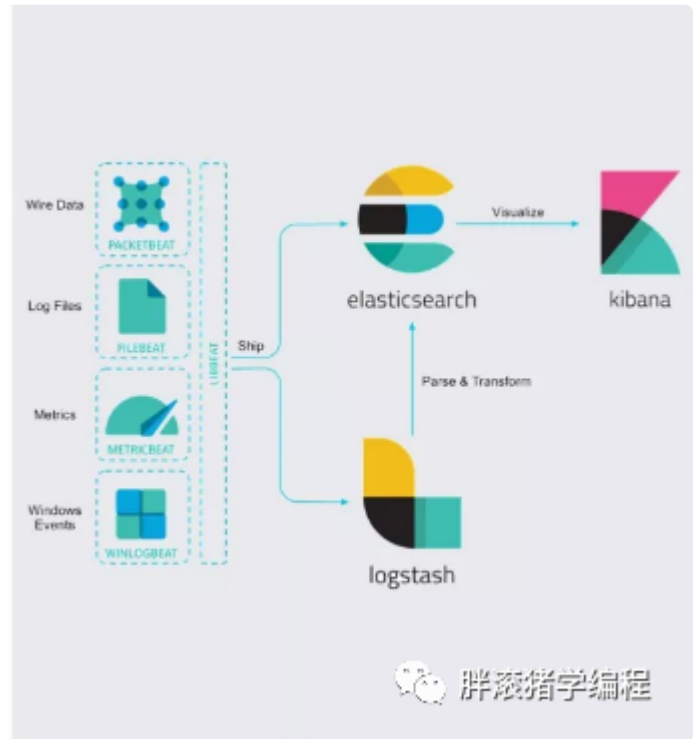 Wire Data
PACKETBEAT
Log Files
FILEBEAT
Metrics
METRICBEAT
Windows
Events
WINLOGBEAT
LIBBEAT
Ship
elasticsearch
Visualize
kibana
Parse & Transform
logstash
胖滚猪学编程